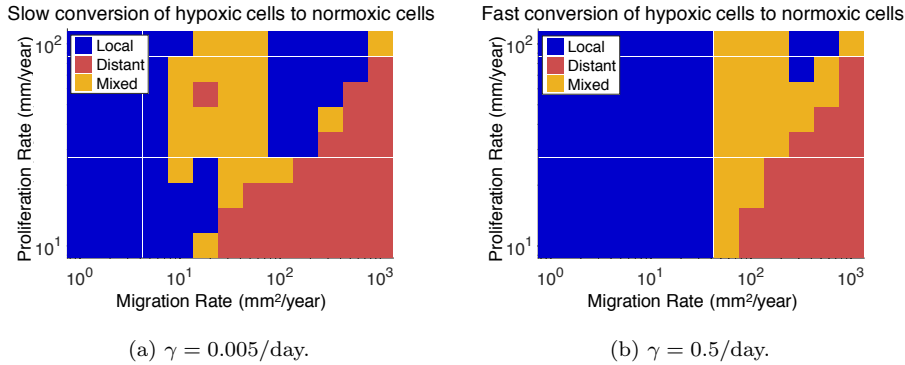 Slow conversion of hypoxic cells to normoxic cells
Proliferation Rate (mm/year)
10²
10¹
Local
Distant
Mixed
10⁰ 10¹ 10² 10³
Migration Rate (mm²/year)
(a) γ = 0.005/day.
Fast conversion of hypoxic cells to normoxic cells
Proliferation Rate (mm/year)
10²
10¹
Local
Distant
Mixed
10⁰ 10¹ 10² 10³
Migration Rate (mm²/year)
(b) γ = 0.5/day.